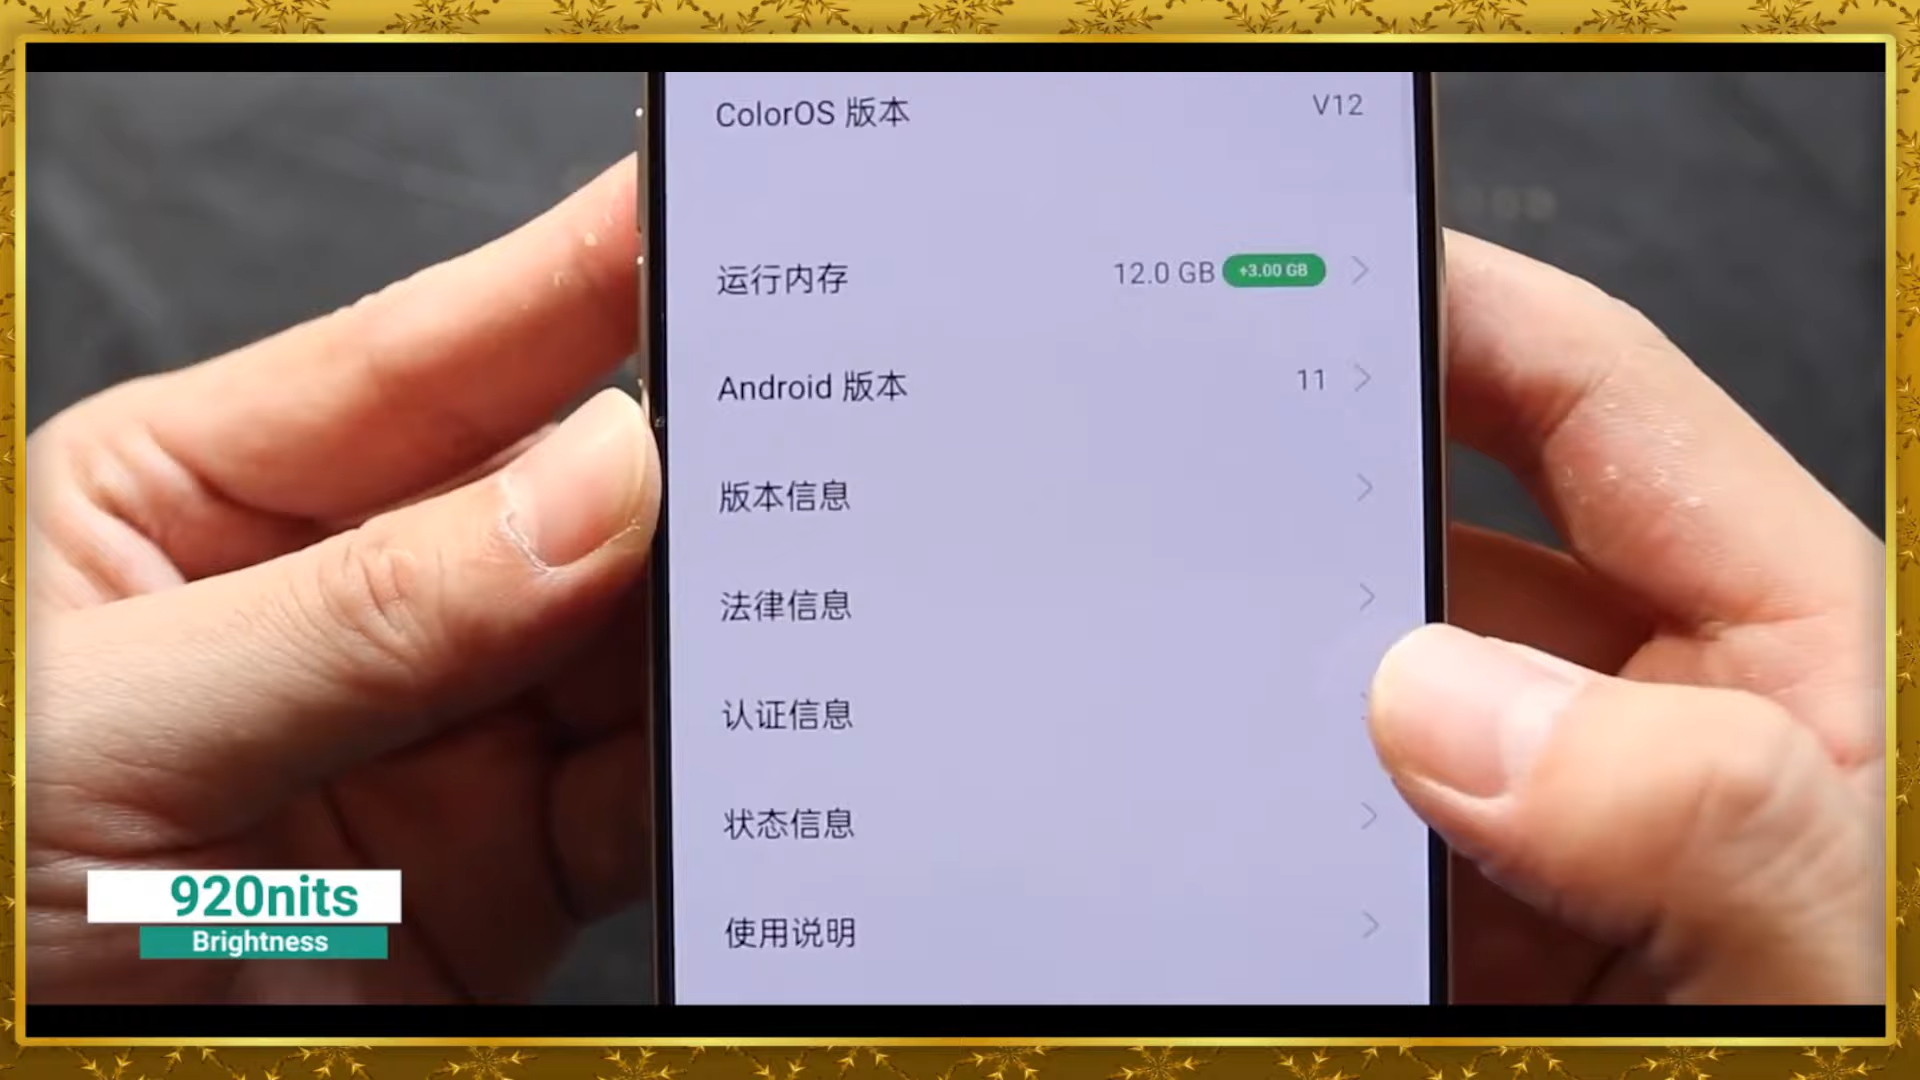 ColorOS 版本 V12
运行内存 12.0 GB +3.00 GB
Android 版本 11
版本信息
法律信息
认证信息
状态信息
使用说明
920nits
Brightness